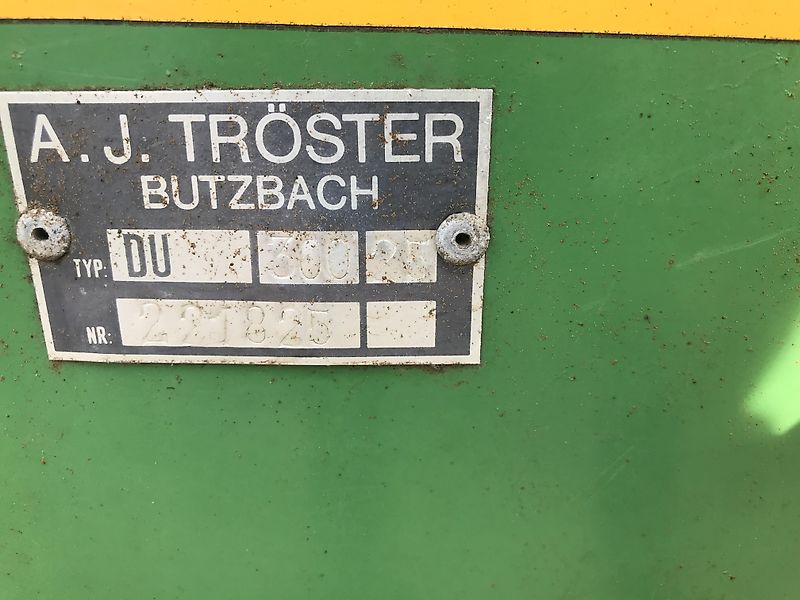 A. J. TRÖSTER
BUTZBACH
TYP: DU 300
NR: 221825